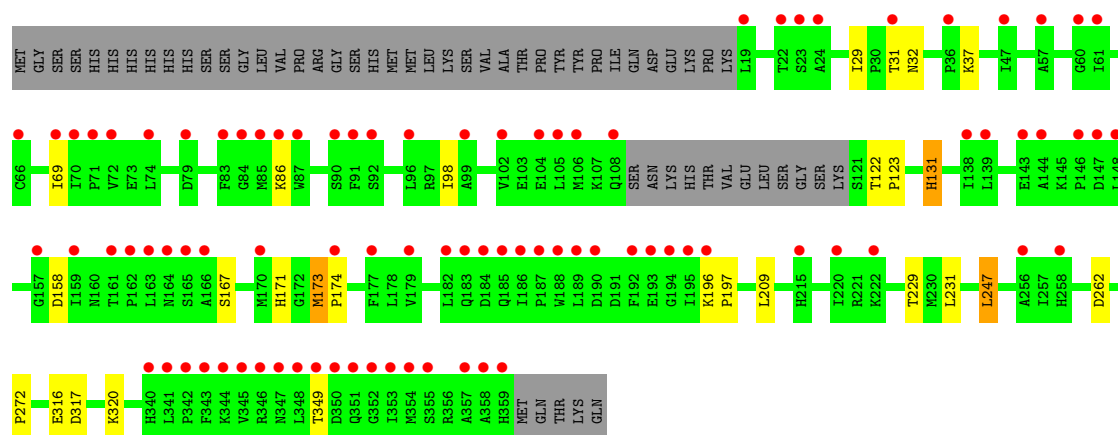 MET GLY SER SER HIS HIS HIS HIS HIS HIS SER SER GLY LEU VAL PRO ARG GLY SER HIS MET MET LEU LYS SER VAL ALA THR PRO TYR TYR PRO ILE GLN ASP GLU LYS PRO LYS L19 T22 S23 A24 I29 P30 T31 N32 P36 K37 I47 A57 G60 I61
C66 I69 I70 P71 V72 E73 L74 D79 F83 G84 M85 K86 W87 S90 F91 S92 L96 R97 I98 A99 V102 E103 E104 L105 M106 K107 Q108 SER ASN LYS HIS THR VAL GLU LEU SER GLY SER LYS S121 T122 P123 H131 I138 L139 E143 A144 K145 P146 D147 L148
G157 D158 I159 N160 T161 P162 L163 N164 S165 A166 S167 M170 H171 G172 M173 P174 F177 L178 V179 L182 Q183 D184 Q185 I186 P187 W188 L189 D190 D191 F192 E193 G194 I195 K196 P197 L209 H215 I220 R221 K222 T229 M230 L231 L247 A256 I257 H258 D262
P272 E316 D317 K320 H340 L341 P342 F343 K344 V345 R346 N347 L348 T349 D350 Q351 G352 I353 M354 S355 R356 A357 A358 H359 MET GLN THR LYS GLN